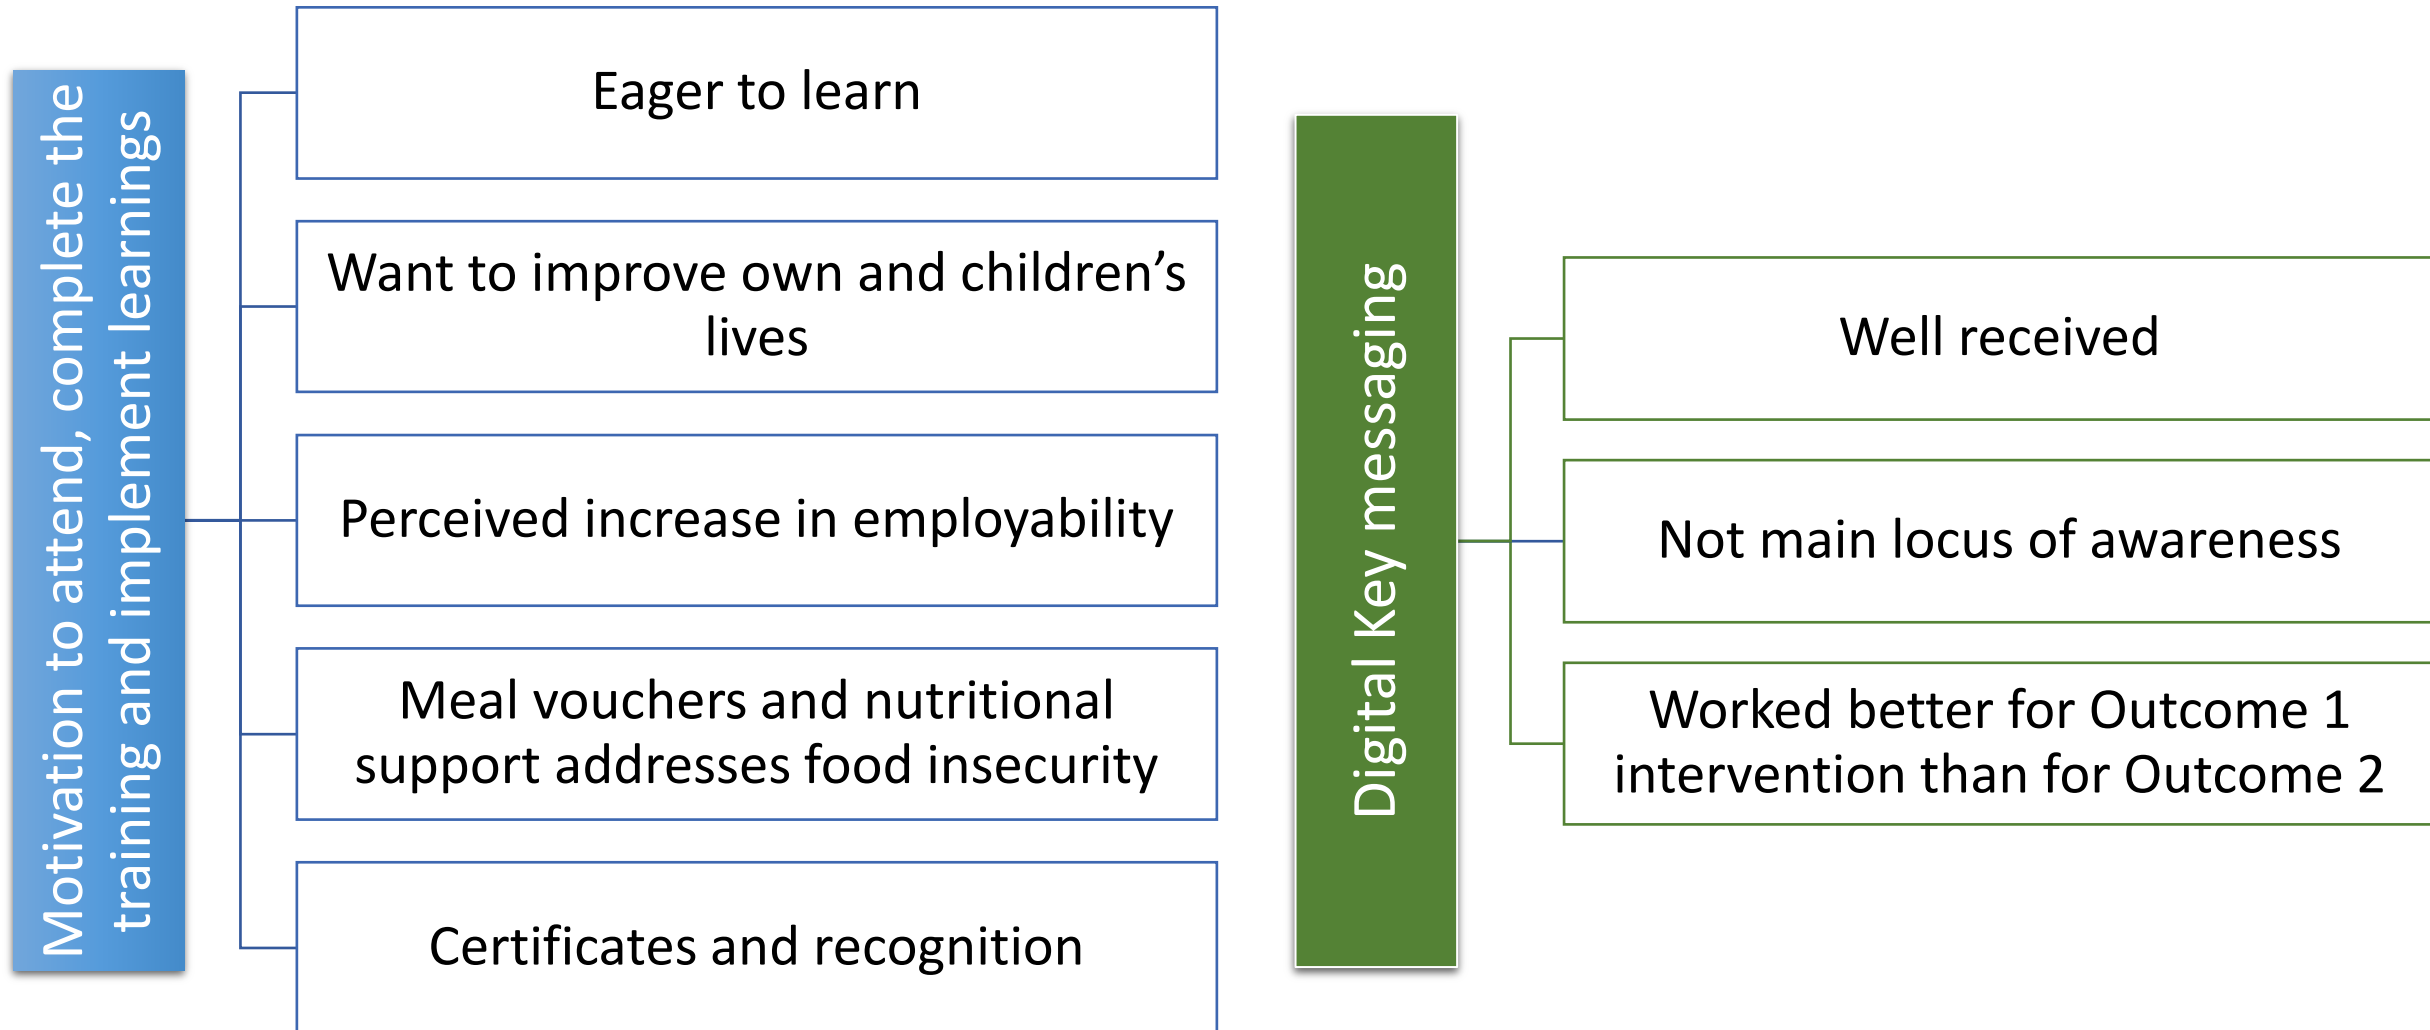 Motivation to attend, complete the
training and implement learnings
Eager to learn
Want to improve own and children’s
lives
Perceived increase in employability
Meal vouchers and nutritional
support addresses food insecurity
Certificates and recognition
Digital Key messaging
Well received
Not main locus of awareness
Worked better for Outcome 1
intervention than for Outcome 2